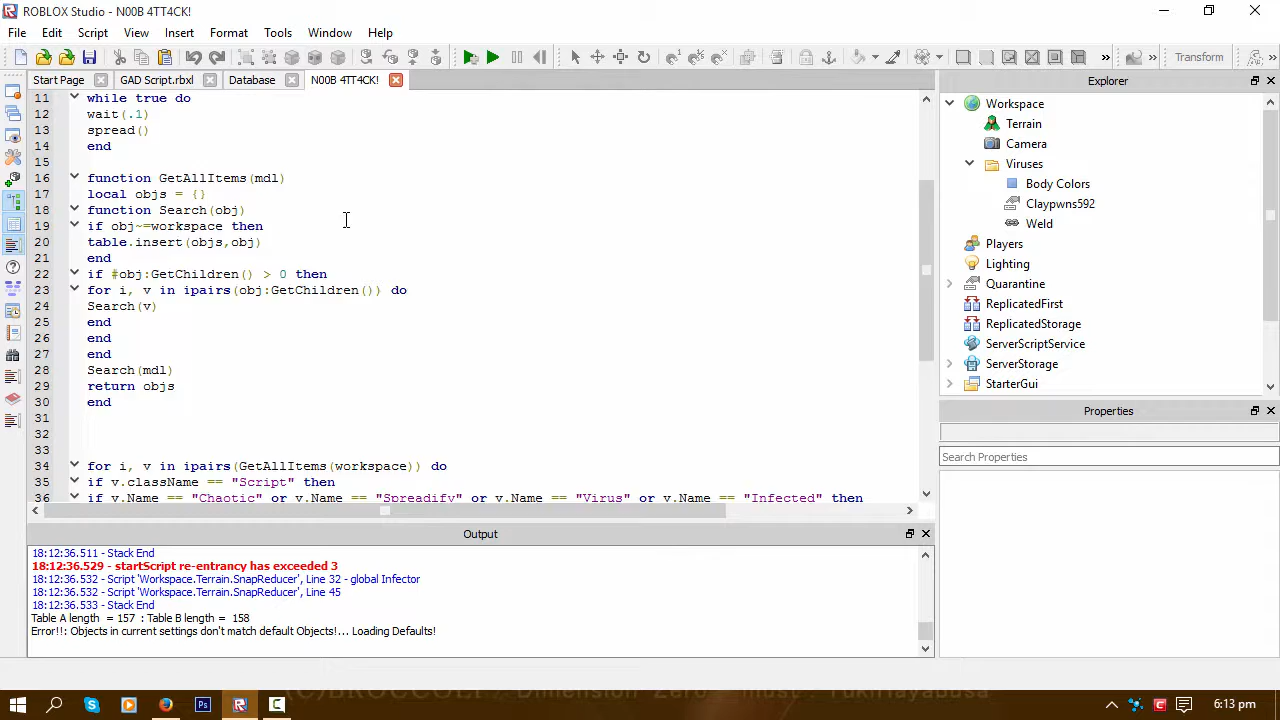 ROBLOX Studio - N00B 4TT4CK!
File Edit Script View Insert Format Tools Window Help
Transform
Start Page GAD Script.rbxl Database N00B 4TT4CK!
11 while true do
12 wait(.1)
13 spread()
14 end
15
16 function GetAllItems(mdl)
17 local objs = {}
18 function Search(obj)
19 if obj~=workspace then
20 table.insert(objs,obj)
21 end
22 if #obj:GetChildren() > 0 then
23 for i, v in ipairs(obj:GetChildren()) do
24 Search(v)
25 end
26 end
27 end
28 Search(mdl)
29 return objs
30 end
31
32
33
34 for i, v in ipairs(GetAllItems(workspace)) do
35 if v.className == "Script" then
36 if v.Name == "Chaotic" or v.Name == "Spreadify" or v.Name == "Virus" or v.Name == "Infected" then
Output
18:12:36.511 - Stack End
18:12:36.529 - startScript re-entrancy has exceeded 3
18:12:36.532 - Script 'Workspace.Terrain.SnapReducer', Line 32 - global Infector
18:12:36.532 - Script 'Workspace.Terrain.SnapReducer', Line 45
18:12:36.533 - Stack End
Table A length = 157 : Table B length = 158
Error!!: Objects in current settings don't match default Objects!... Loading Defaults!
Explorer
Workspace
Terrain
Camera
Viruses
Body Colors
Claypwns592
Weld
Players
Lighting
Quarantine
ReplicatedFirst
ReplicatedStorage
ServerScriptService
ServerStorage
StarterGui
Properties
Search Properties
(C)BROCCOLI // Dimension Zero
6:13 pm